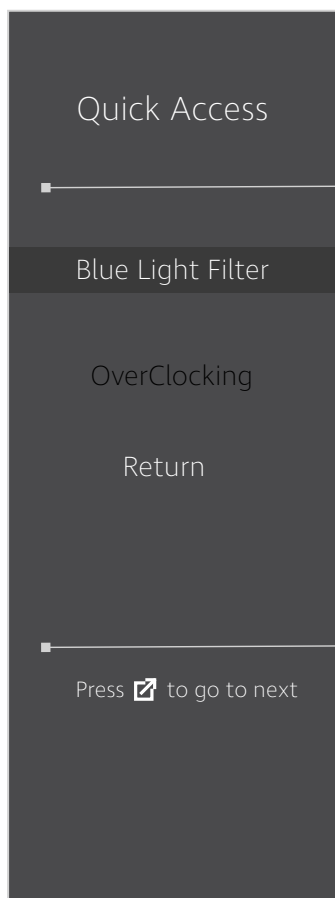 Quick Access
Blue Light Filter
OverClocking
Return
Press to go to next